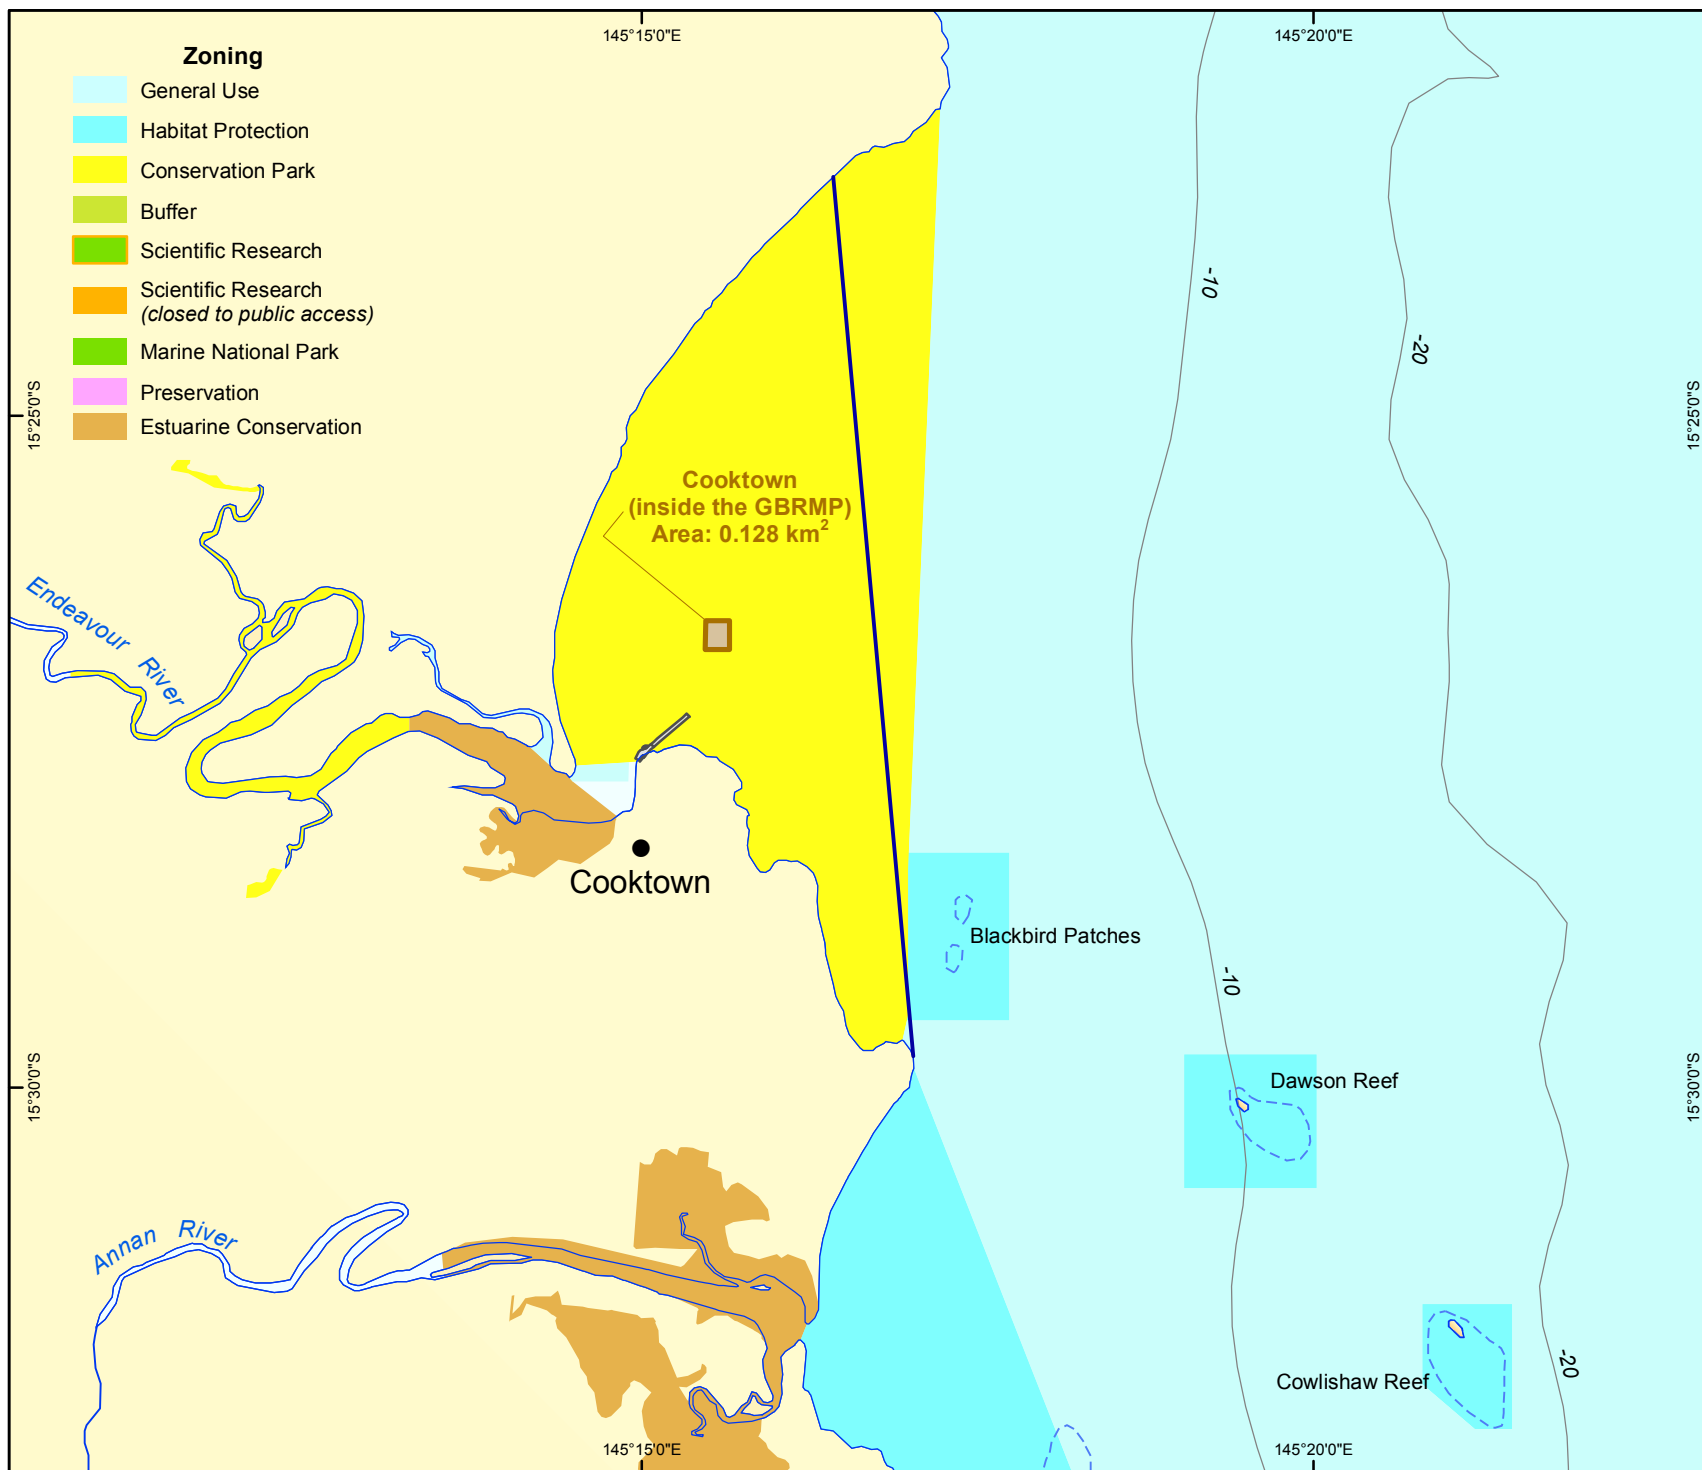 145°15'0"E
145°20'0"E
Zoning
General Use
Habitat Protection
Conservation Park
Buffer
Scientific Research
Scientific Research
(closed to public access)
Marine National Park
Preservation
Estuarine Conservation
-10
-20
15°25'0"S
15°25'0"S
Cooktown
(inside the GBRMP)
Area: 0.128 km²
Endeavour River
Cooktown
Blackbird Patches
-10
Dawson Reef
15°30'0"S
15°30'0"S
Annan River
Cowlishaw Reef
-20
145°15'0"E
145°20'0"E